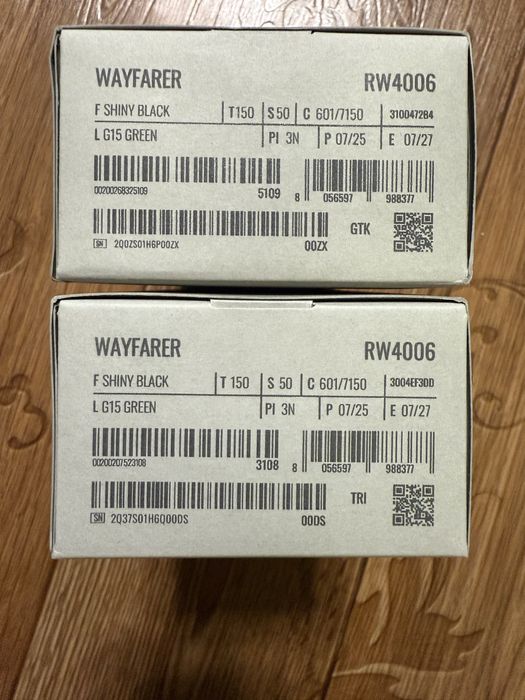 WAYFARER RW4006
F SHINY BLACK T150 S 50 C 601/7150 310047284
L G15 GREEN PI 3N P 07/25 E 07/27
00200268325109 5109 8 056597 988377
SN 2Q0ZS01H6P00ZX 00ZX GTK
WAYFARER RW4006
F SHINY BLACK T 150 S 50 C 601/7150 3004EF3DD
L G15 GREEN PI 3N P 07/25 E 07/27
00200207523108 3108 8 056597 988377
SN 2Q37S01H6Q00DS 00DS TRI